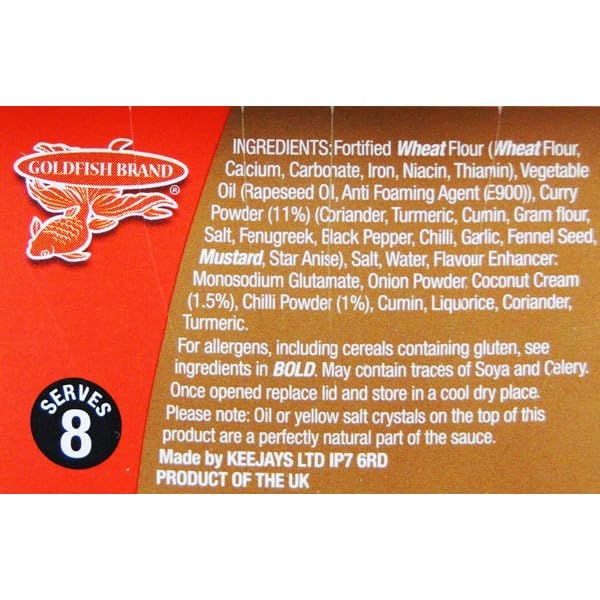 GOLDFISH BRAND
®
INGREDIENTS: Fortified Wheat Flour (Wheat Flour,
Calcium, Carbonate, Iron, Niacin, Thiamin), Vegetable
Oil (Rapeseed Oil, Anti Foaming Agent (E900)), Curry
Powder (11%) (Coriander, Turmeric, Cumin, Gram flour,
Salt, Fenugreek, Black Pepper, Chilli, Garlic, Fennel Seed,
Mustard, Star Anise), Salt, Water, Flavour Enhancer:
Monosodium Glutamate, Onion Powder, Coconut Cream
(1.5%), Chilli Powder (1%), Cumin, Liquorice, Coriander,
Turmeric.
For allergens, including cereals containing gluten, see
ingredients in BOLD. May contain traces of Soya and Celery.
Once opened replace lid and store in a cool dry place.
Please note: Oil or yellow salt crystals on the top of this
product are a perfectly natural part of the sauce.
Made by KEEJAYS LTD IP7 6RD
PRODUCT OF THE UK
SERVES
8